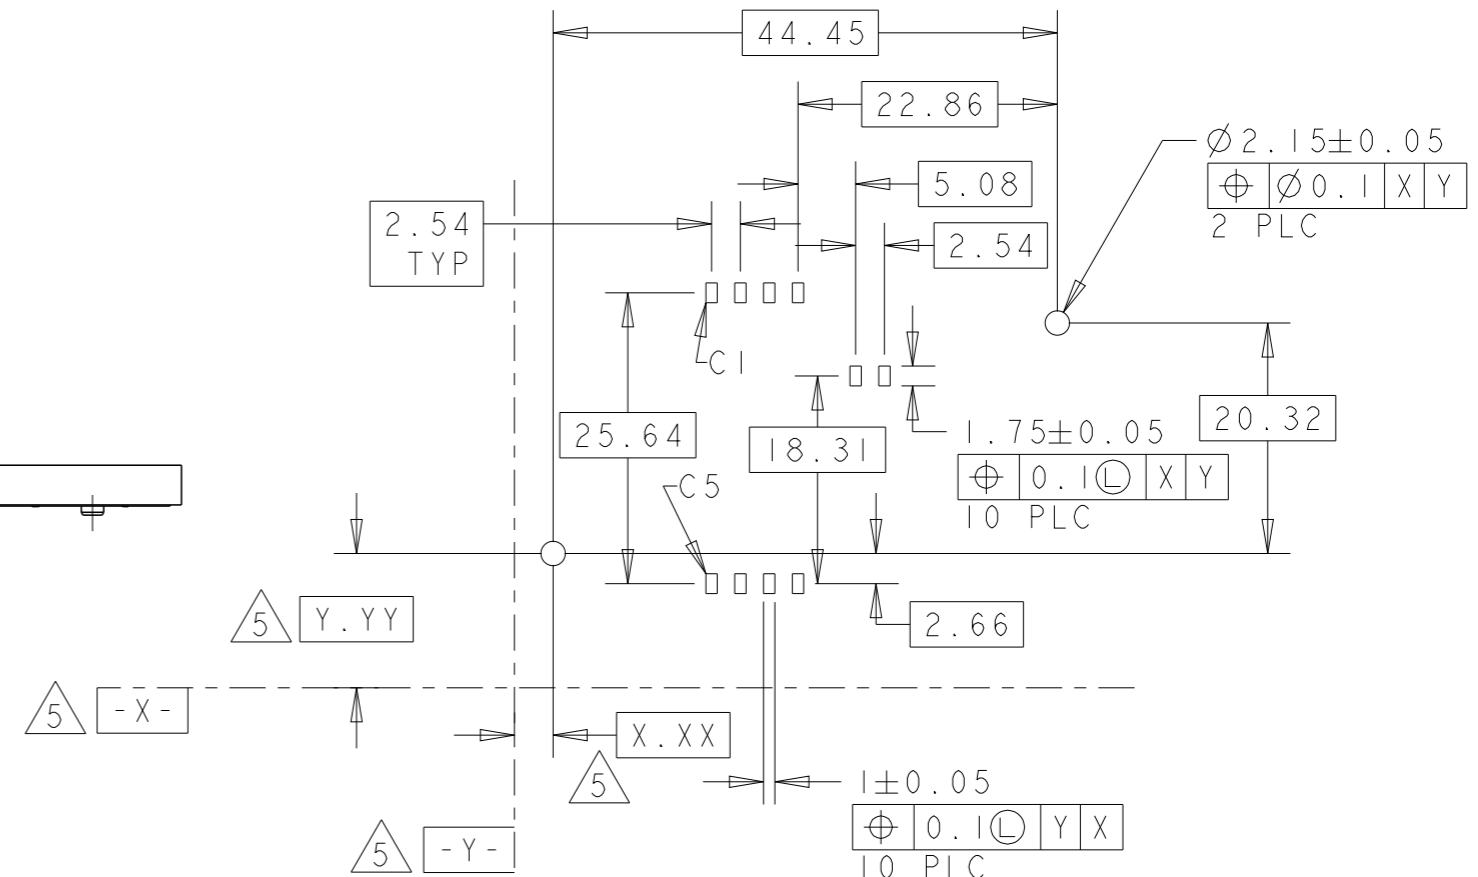 44.45
22.86
Ø2.15±0.05
⌖ Ø0.1 X Y
2 PLC
5.08
2.54
TYP
2.54
C1
25.64
18.31
1.75±0.05
⌖ 0.1Ⓛ X Y
10 PLC
20.32
C5
5 Y.YY
2.66
5 -X-
X.XX
5
1±0.05
⌖ 0.1Ⓛ Y X
10 PLC
5 -Y-